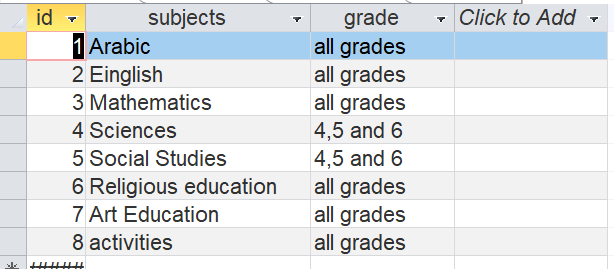 id subjects grade Click to Add
1 Arabic all grades
2 Einglish all grades
3 Mathematics all grades
4 Sciences 4,5 and 6
5 Social Studies 4,5 and 6
6 Religious education all grades
7 Art Education all grades
8 activities all grades
* #####